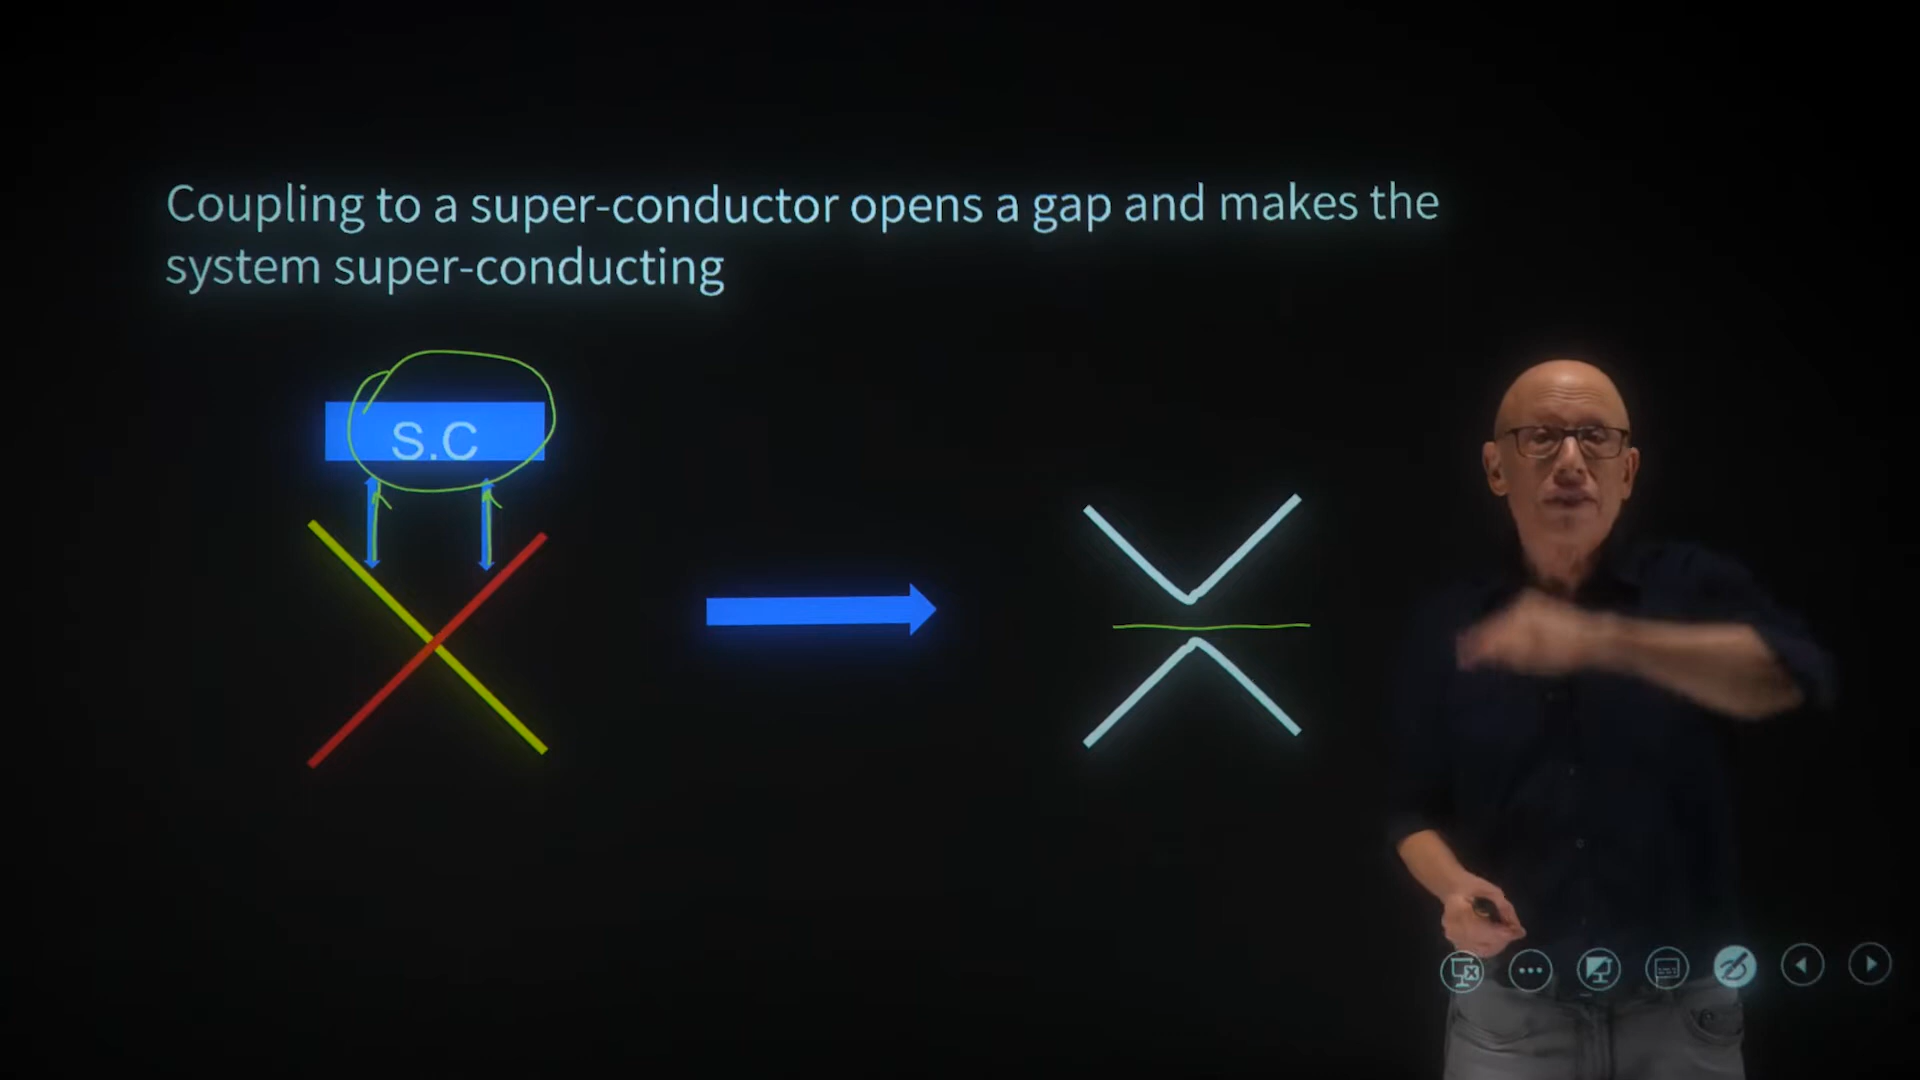 Coupling to a super-conductor opens a gap and makes the
system super-conducting
S.C